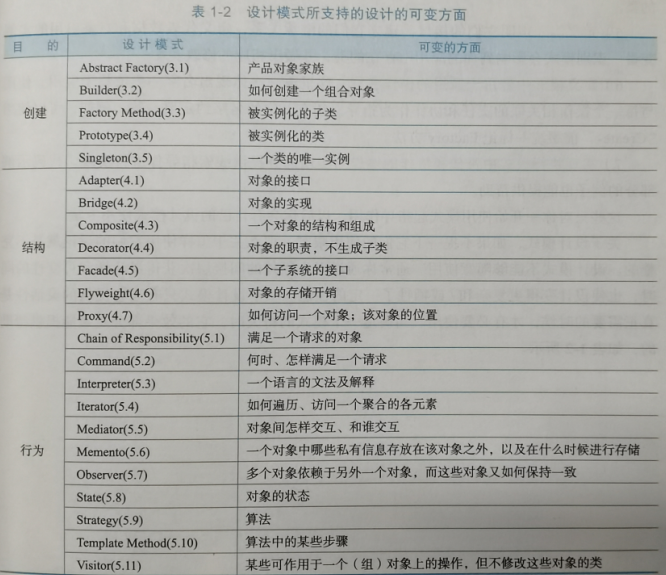 表 1-2 设计模式所支持的设计的可变方面
目 的 设 计 模 式 可变的方面
创建
Abstract Factory(3.1) 产品对象家族
Builder(3.2) 如何创建一个组合对象
Factory Method(3.3) 被实例化的子类
Prototype(3.4) 被实例化的类
Singleton(3.5) 一个类的唯一实例
结构
Adapter(4.1) 对象的接口
Bridge(4.2) 对象的实现
Composite(4.3) 一个对象的结构和组成
Decorator(4.4) 对象的职责，不生成子类
Facade(4.5) 一个子系统的接口
Flyweight(4.6) 对象的存储开销
Proxy(4.7) 如何访问一个对象；该对象的位置
行为
Chain of Responsibility(5.1) 满足一个请求的对象
Command(5.2) 何时、怎样满足一个请求
Interpreter(5.3) 一个语言的文法及解释
Iterator(5.4) 如何遍历、访问一个聚合的各元素
Mediator(5.5) 对象间怎样交互、和谁交互
Memento(5.6) 一个对象中哪些私有信息存放在该对象之外，以及在什么时候进行存储
Observer(5.7) 多个对象依赖于另外一个对象，而这些对象又如何保持一致
State(5.8) 对象的状态
Strategy(5.9) 算法
Template Method(5.10) 算法中的某些步骤
Visitor(5.11) 某些可作用于一个（组）对象上的操作，但不修改这些对象的类